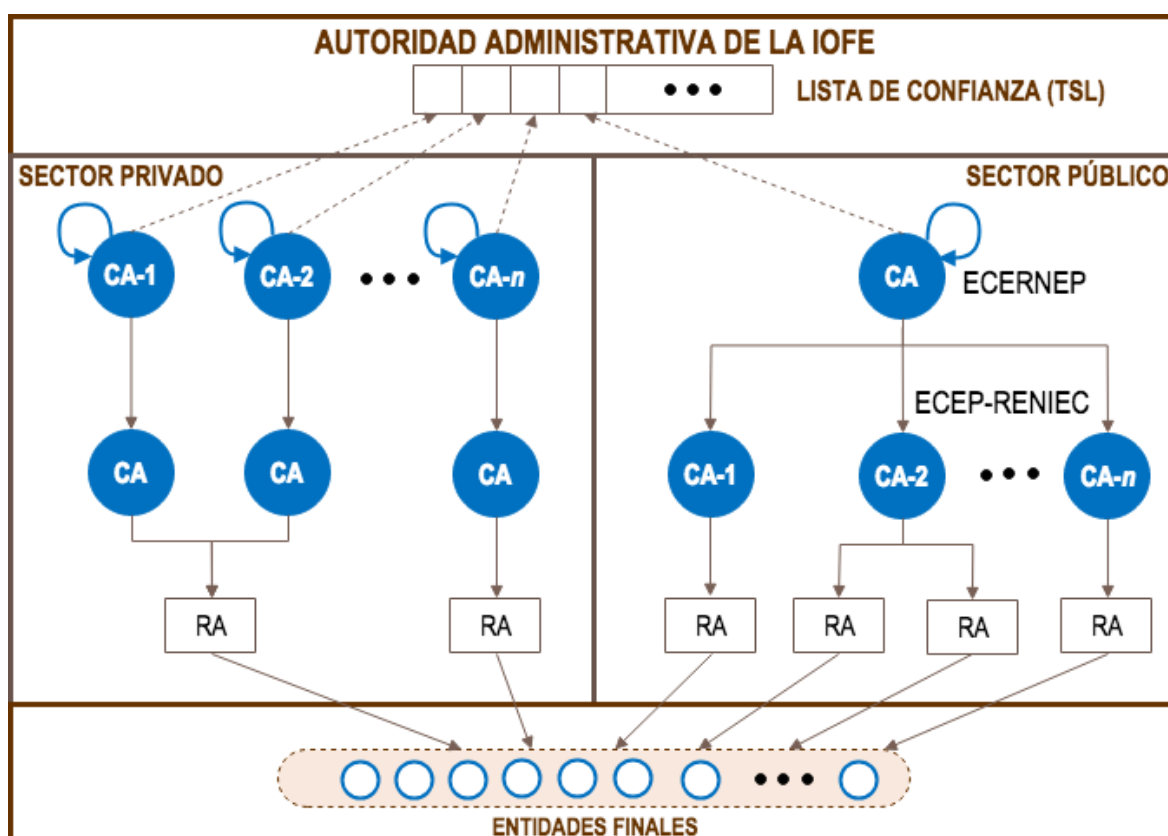 AUTORIDAD ADMINISTRATIVA DE LA IOFE
LISTA DE CONFIANZA (TSL)
SECTOR PRIVADO
SECTOR PÚBLICO
CA-1
CA-2
CA-n
CA
ECERNEP
ECEP-RENIEC
CA
CA
CA
CA-1
CA-2
CA-n
RA
RA
RA
RA
RA
RA
ENTIDADES FINALES